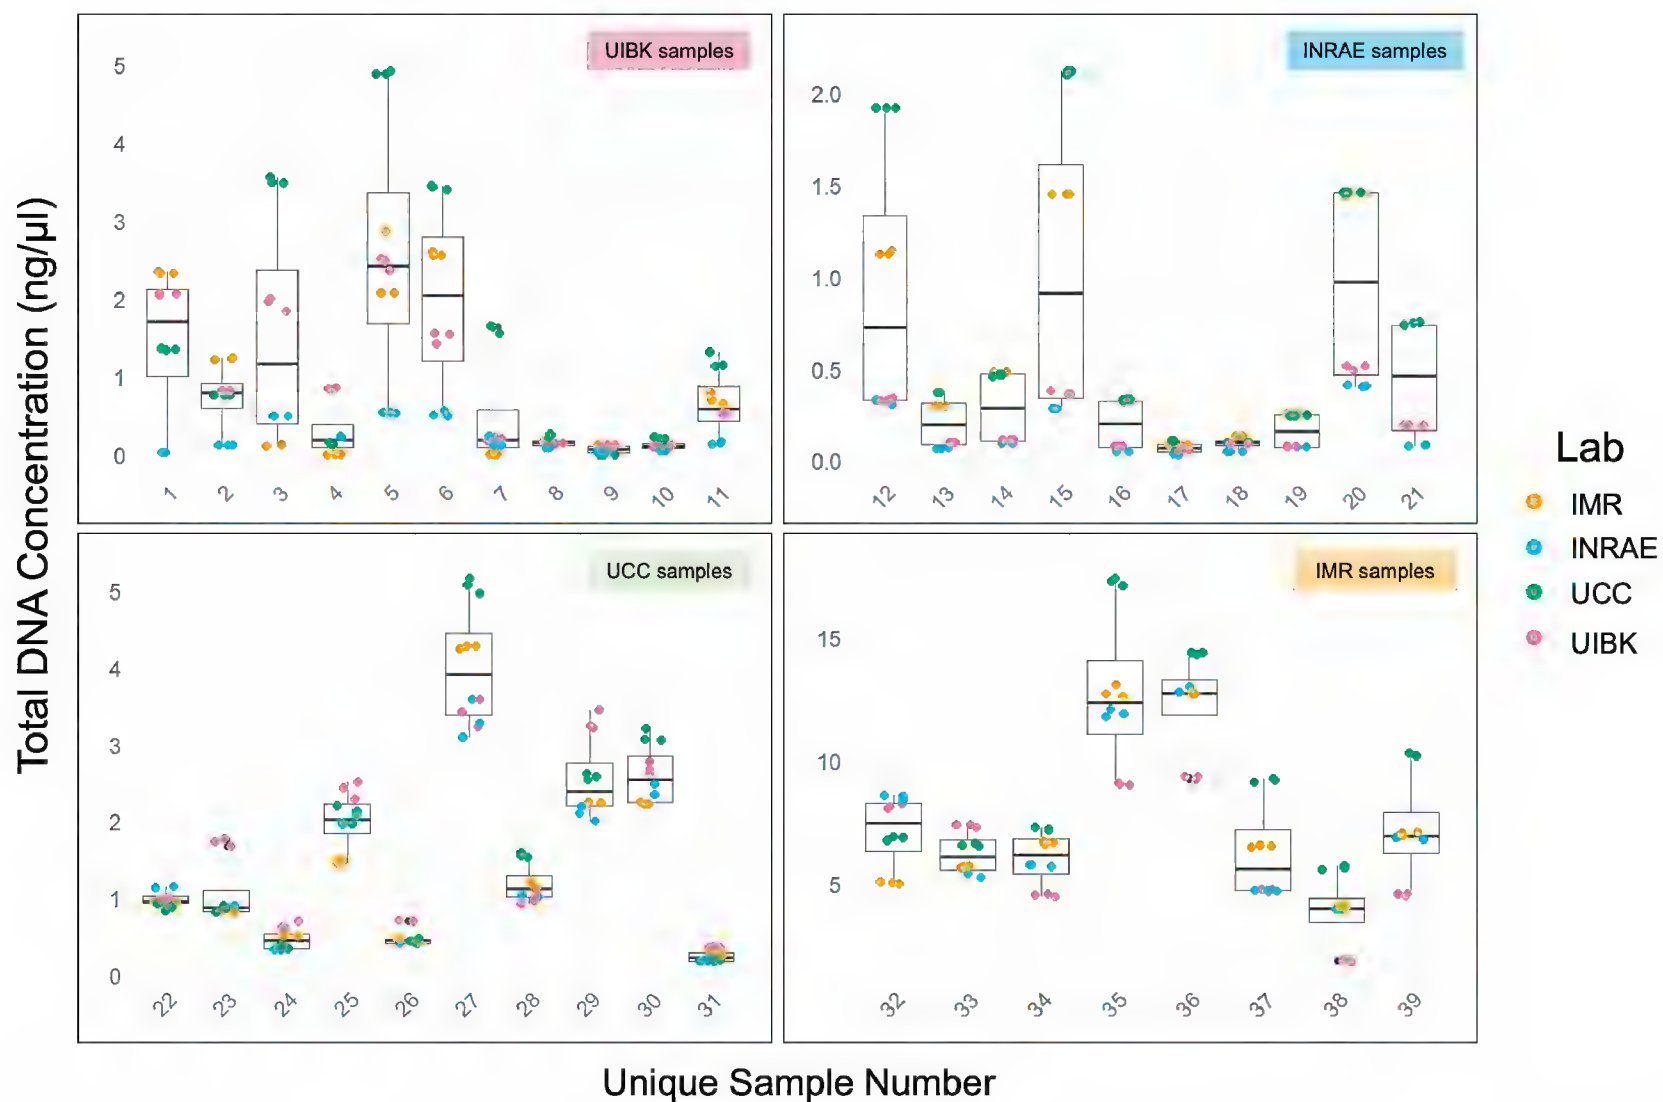 UIBK samples
5
4
3
2
1
0
1 2 3 4 5 6 7 8 9 10 11
INRAE samples
2.0
1.5
1.0
0.5
0.0
12 13 14 15 16 17 18 19 20 21
UCC samples
5
4
3
2
1
0
22 23 24 25 26 27 28 29 30 31
IMR samples
15
10
5
32 33 34 35 36 37 38 39
Total DNA Concentration (ng/µl)
Unique Sample Number
Lab
IMR
INRAE
UCC
UIBK